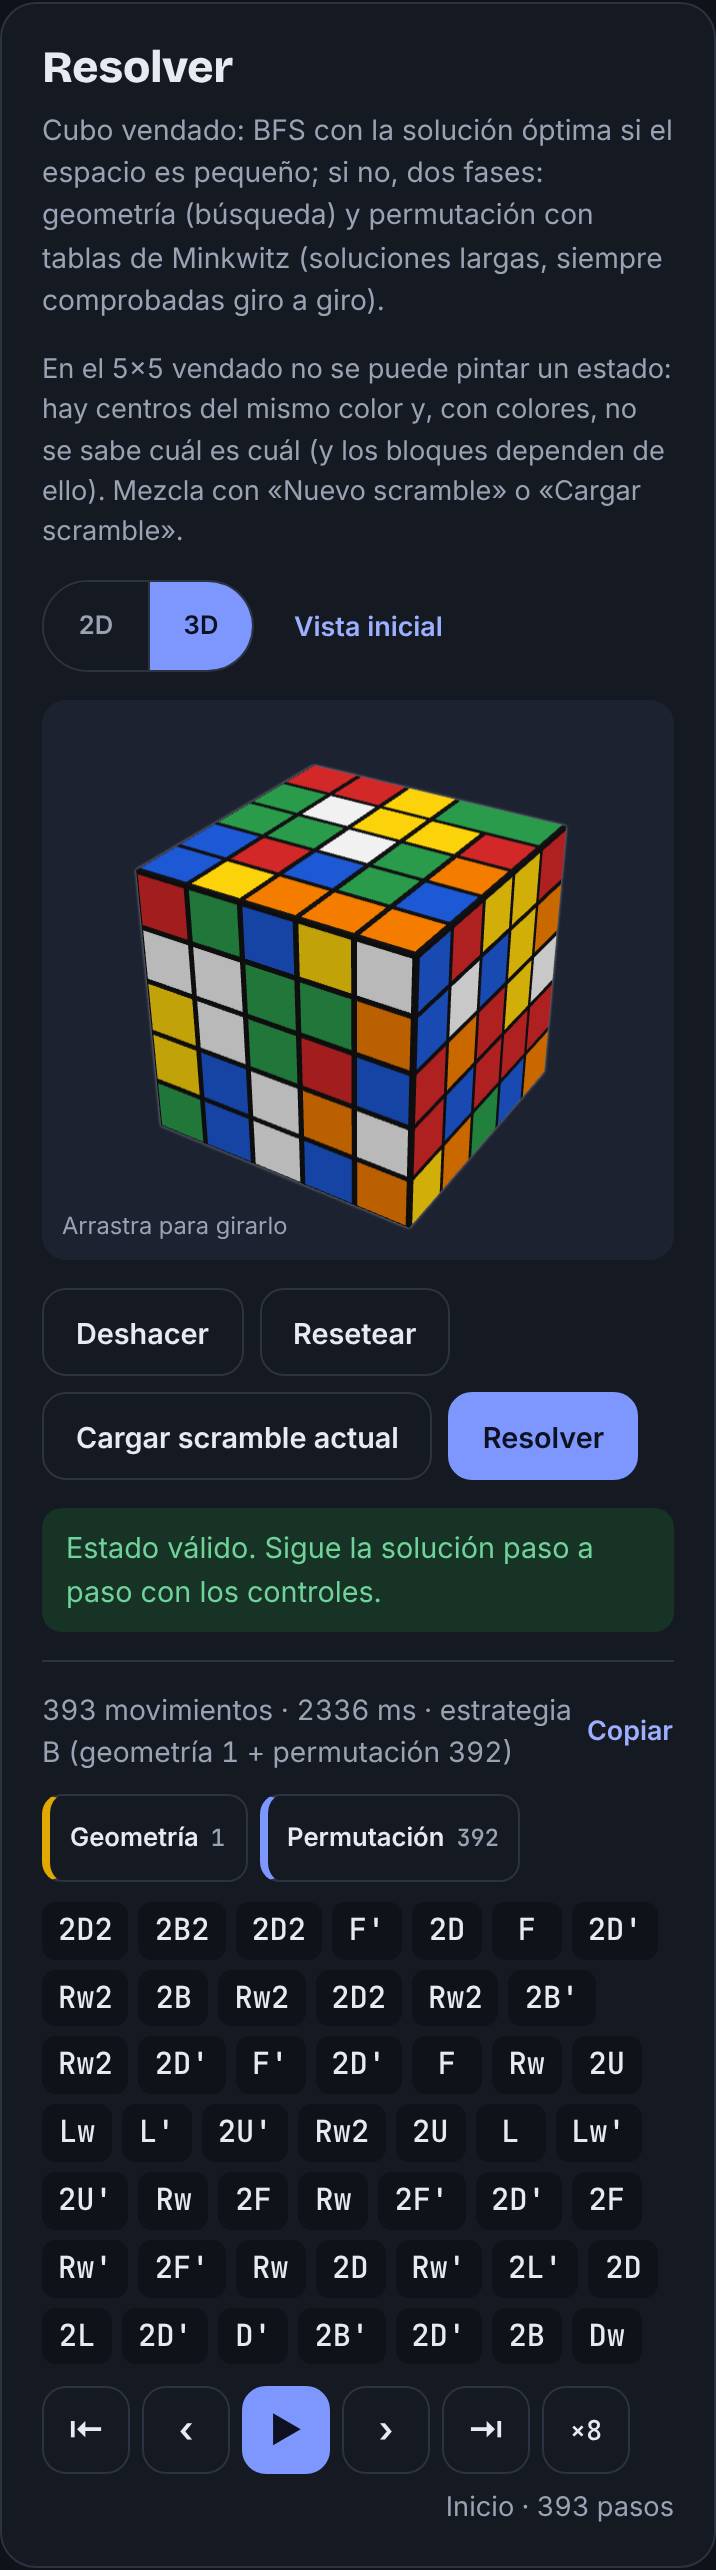 Resolver
Cubo vendado: BFS con la solución óptima si el
espacio es pequeño; si no, dos fases:
geometría (búsqueda) y permutación con
tablas de Minkwitz (soluciones largas, siempre
comprobadas giro a giro).
En el 5×5 vendado no se puede pintar un estado:
hay centros del mismo color y, con colores, no
se sabe cuál es cuál (y los bloques dependen de
ello). Mezcla con «Nuevo scramble» o «Cargar
scramble».
2D 3D Vista inicial
Arrastra para girarlo
Deshacer Resetear
Cargar scramble actual Resolver
Estado válido. Sigue la solución paso a
paso con los controles.
393 movimientos · 2336 ms · estrategia
B (geometría 1 + permutación 392)
Copiar
Geometría 1 Permutación 392
2D2 2B2 2D2 F' 2D F 2D'
Rw2 2B Rw2 2D2 Rw2 2B'
Rw2 2D' F' 2D' F Rw 2U
Lw L' 2U' Rw2 2U L Lw'
2U' Rw 2F Rw 2F' 2D' 2F
Rw' 2F' Rw 2D Rw' 2L' 2D
2L 2D' D' 2B' 2D' 2B Dw
×8
Inicio · 393 pasos